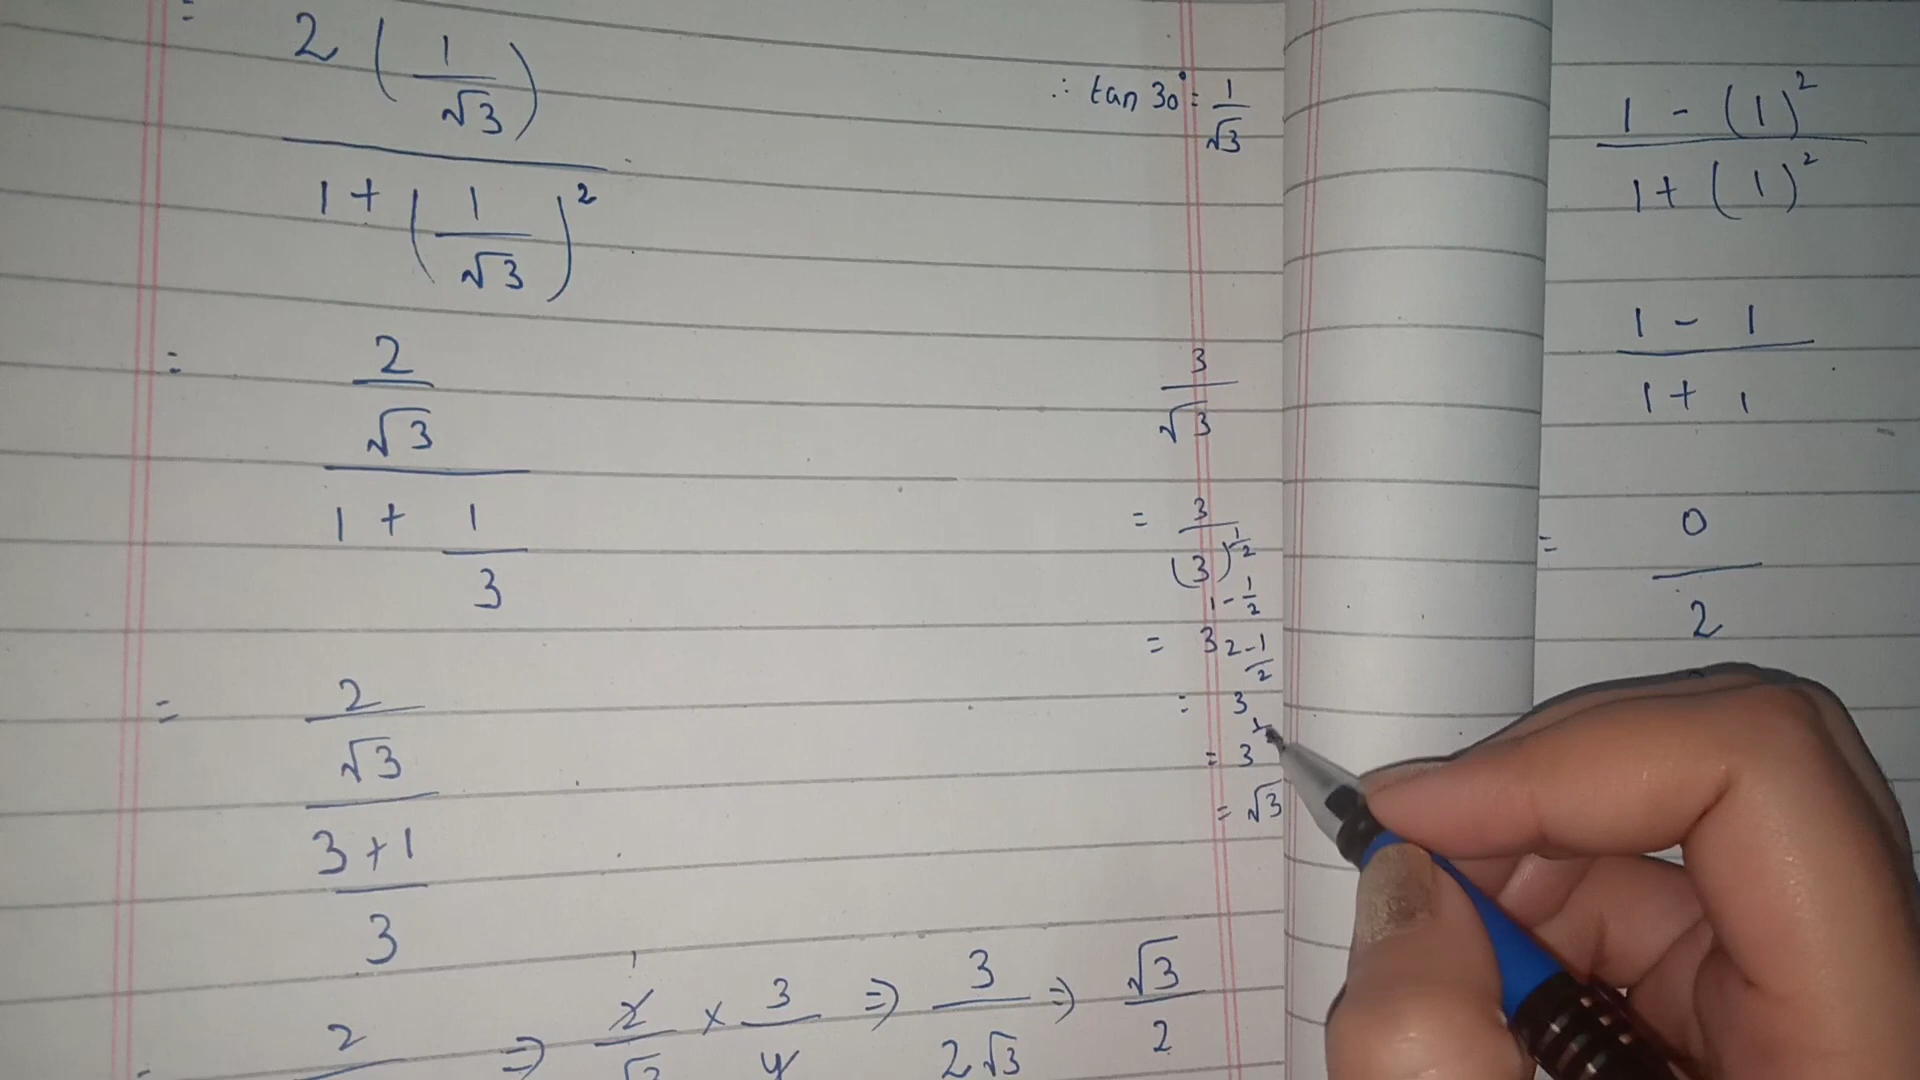 = 2 ( 1 / √3 ) / 1 + ( 1 / √3 )²
∴ tan 30° = 1 / √3
= 2 / √3 / 1 + 1 / 3
= 2 / √3 / 3 + 1 / 3
2 ⇒ 2 / √3 × 3 / 4 ⇒ 3 / 2√3 ⇒ √3 / 2
3 / √3
= 3 / (3)^1/2
= 3^1 - 1/2
= 3^2 - 1 / 2
= 3
= √3
1 - (1)² / 1 + (1)²
1 - 1 / 1 + 1
= 0 / 2